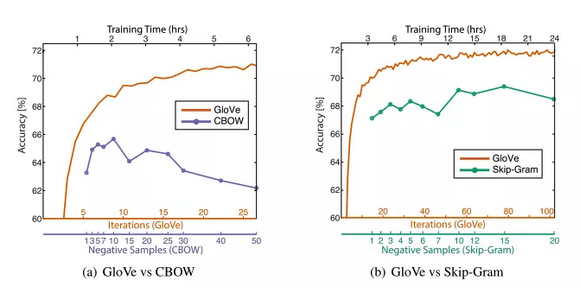 Training Time (hrs)
1 2 3 4 5 6
72
70
68
66
64
62
60
Accuracy [%]
GloVe
CBOW
5 10 15 20 25
Iterations (GloVe)
1 3 5 7 10 15 20 25 30 40 50
Negative Samples (CBOW)
(a) GloVe vs CBOW
Training Time (hrs)
3 6 9 12 15 18 21 24
72
70
68
66
64
62
60
Accuracy [%]
GloVe
Skip-Gram
20 40 60 80 100
Iterations (GloVe)
1 2 3 4 5 6 7 10 12 15 20
Negative Samples (Skip-Gram)
(b) GloVe vs Skip-Gram